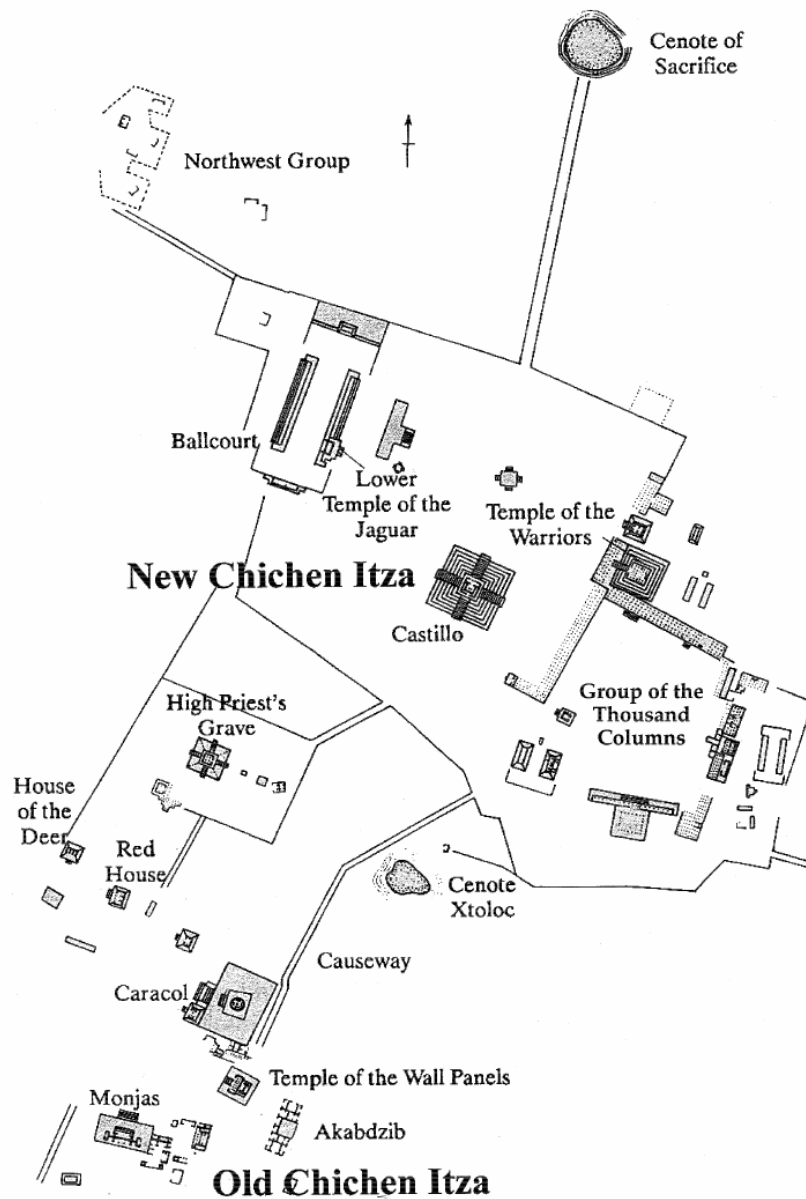 Cenote of
Sacrifice
Northwest Group
Ballcourt
Lower
Temple of the
Jaguar
Temple of the
Warriors
New Chichen Itza
Castillo
High Priest's
Grave
Group of the
Thousand
Columns
House
of the
Deer
Red
House
Cenote
Xtoloc
Causeway
Caracol
Temple of the Wall Panels
Monjas
Akabdzib
Old Chichen Itza